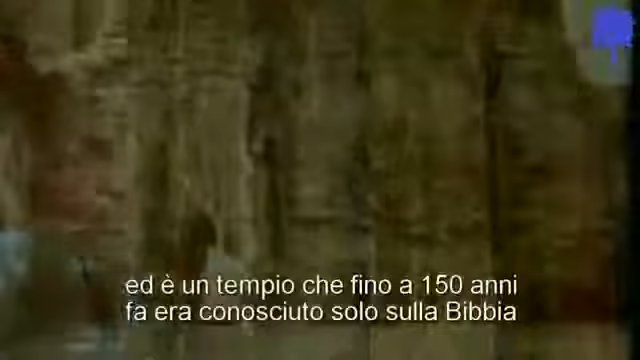 ed è un tempio che fino a 150 anni
fa era conosciuto solo sulla Bibbia